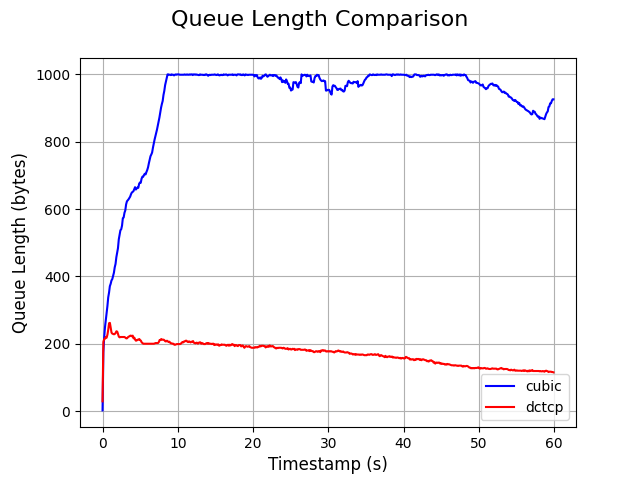 Queue Length Comparison
Queue Length (bytes)
1000
800
600
400
200
0
0 10 20 30 40 50 60
Timestamp (s)
cubic
dctcp